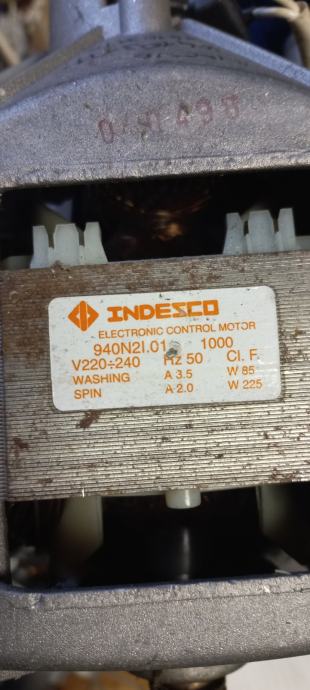 INDESCO
ELECTRONIC CONTROL MOTOR
940N2I.01 1000
V220÷240 Hz 50 Cl. F
WASHING A 3.5 W 85
SPIN A 2.0 W 225